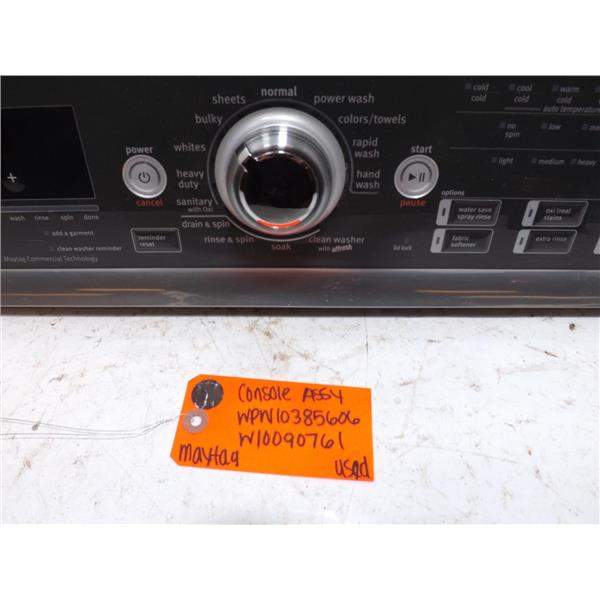 normal
sheets
power wash
bulky
colors/towels
whites
rapid
wash
heavy
duty
hand
wash
sanitary
with Oxi
drain & spin
rinse & spin
soak
clean washer
with affresh
power
cancel
start
pause
+
wash rinse spin done
add a garment
clean washer reminder
Maytag Commercial Technology
reminder
reset
lid lock
cold
cold
cool
cold
warm
cold
auto temperature
no
spin
low
light
medium
heavy
options
water save
spray rinse
oxi treat
stains
fabric
softener
extra rinse
Console ASSY
WPW10385606
W10090761
maytag
used